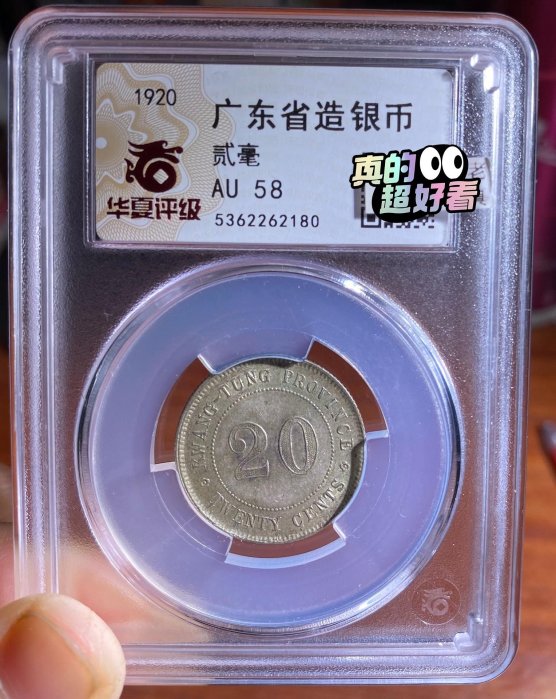 1920
广东省造银币
贰毫
AU 58
5362262180
华夏评级
真的
超好看
KWANG-TUNG PROVINCE
20
TWENTY CENTS